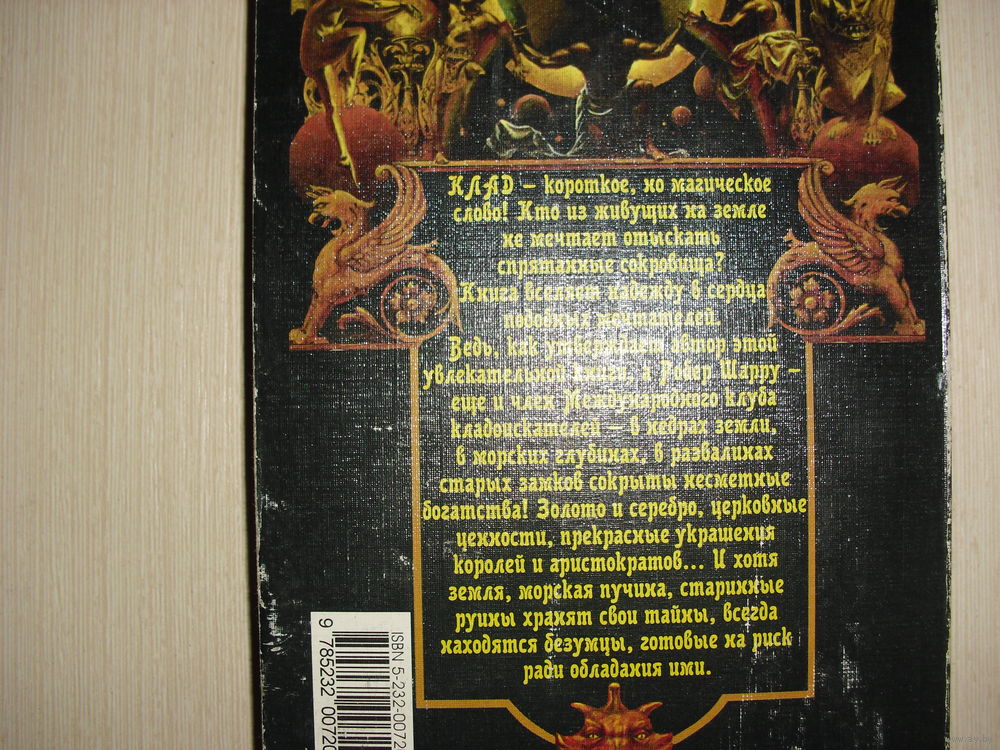 КЛАД – короткое, но магическое
слово! Кто из живущих на земле
не мечтает отыскать
спрятанные сокровища?
Книга вселяет надежду в сердца
подобных мечтателей.
Ведь, как утверждает автор этой
увлекательной книги, а Робер Шарру –
еще и член Международного клуба
кладоискателей – в недрах земли,
в морских глубинах, в развалинах
старых замков сокрыты несметные
богатства! Золото и серебро, церковные
ценности, прекрасные украшения
королей и аристократов... И хотя
земля, морская пучина, старинные
руины хранят свои тайны, всегда
находятся безумцы, готовые на риск
ради обладания ими.
ISBN 5-232-0072
9 785232 00720